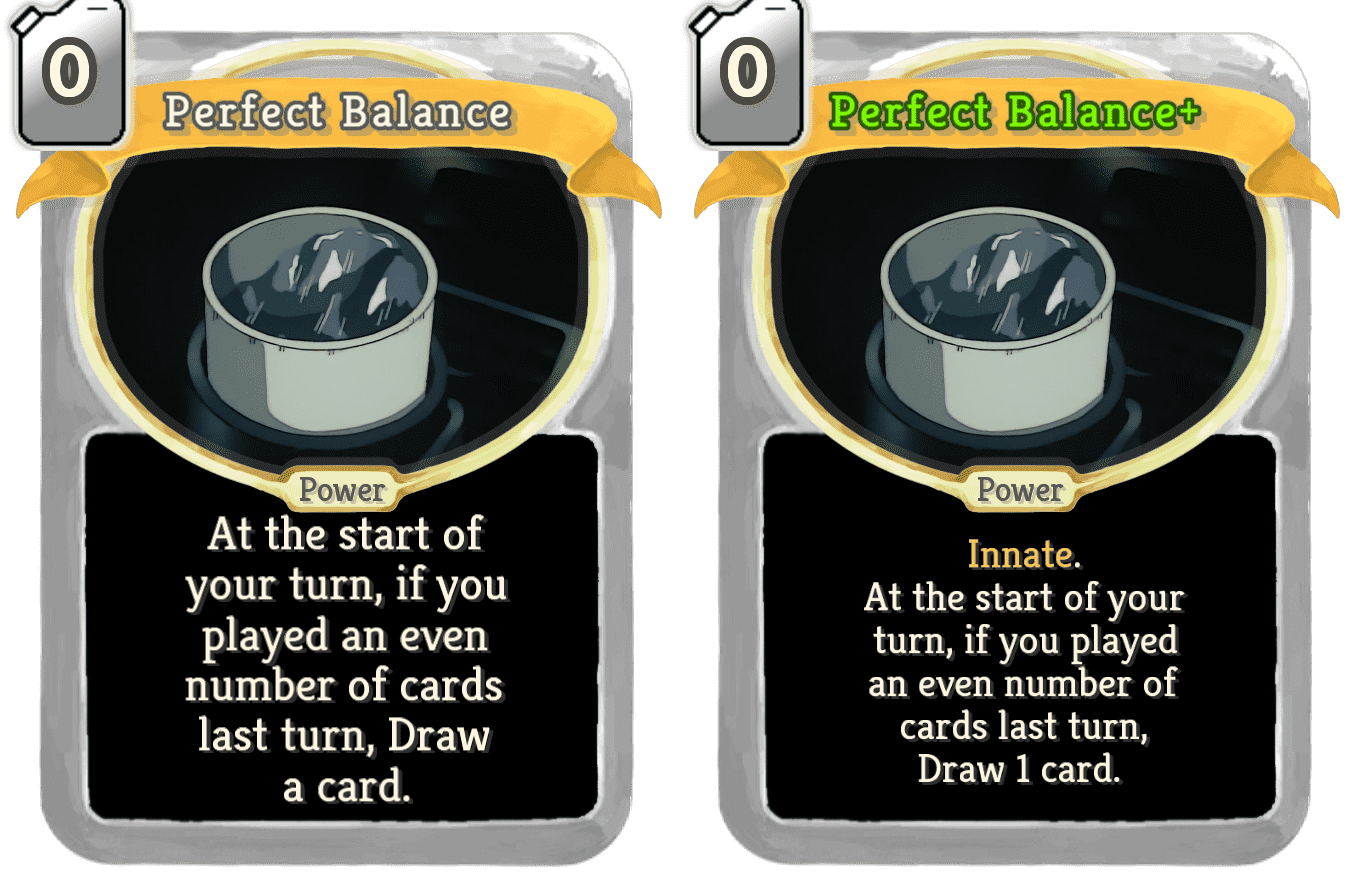 0
Perfect Balance
Power
At the start of
your turn, if you
played an even
number of cards
last turn, Draw
a card.
0
Perfect Balance+
Power
Innate.
At the start of your
turn, if you played
an even number of
cards last turn,
Draw 1 card.